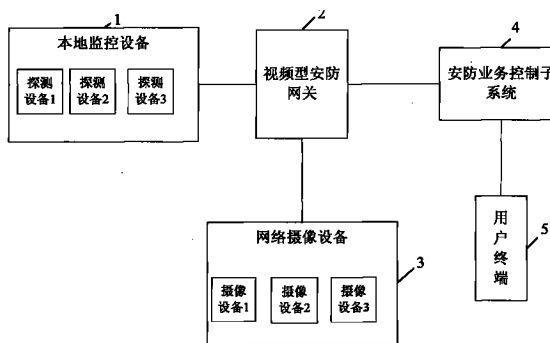 1
本地监控设备
探测
设备1
探测
设备2
探测
设备3
2
视频型安防
网关
4
安防业务控制子
系统
网络摄像设备
3
摄像
设备1
摄像
设备2
摄像
设备3
用
户
终
端
5